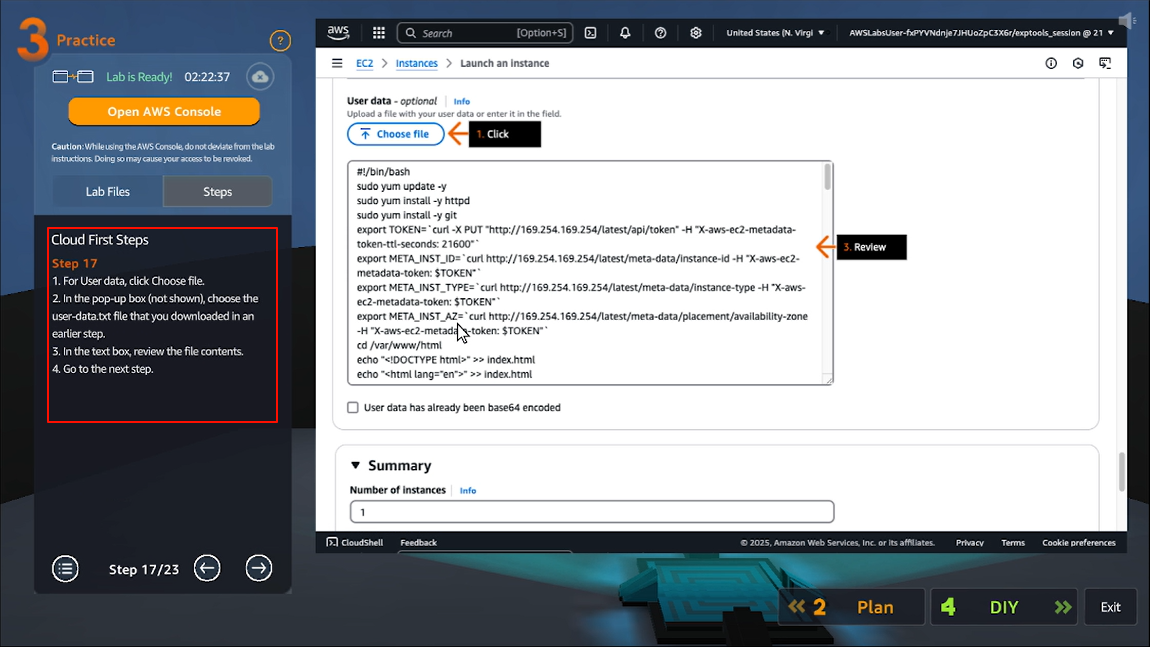 3 Practice ?
Lab is Ready! 02:22:37
Open AWS Console
Caution: While using the AWS Console, do not deviate from the lab
instructions. Doing so may cause your access to be revoked.
Lab Files Steps
Cloud First Steps
Step 17
1. For User data, click Choose file.
2. In the pop-up box (not shown), choose the
user-data.txt file that you downloaded in an
earlier step.
3. In the text box, review the file contents.
4. Go to the next step.
Step 17/23
aws Search [Option+S] United States (N. Virgi ▼ AWSLabsUser-fxPYVNdnje7JHUoZpC3X6r/exptools_session @ 21 ▼
EC2 > Instances > Launch an instance
User data - optional | Info
Upload a file with your user data or enter it in the field.
Choose file
1. Click
#!/bin/bash
sudo yum update -y
sudo yum install -y httpd
sudo yum install -y git
export TOKEN=`curl -X PUT "http://169.254.169.254/latest/api/token" -H "X-aws-ec2-metadata-
token-ttl-seconds: 21600"`
export META_INST_ID=`curl http://169.254.169.254/latest/meta-data/instance-id -H "X-aws-ec2-
metadata-token: $TOKEN"`
export META_INST_TYPE=`curl http://169.254.169.254/latest/meta-data/instance-type -H "X-aws-
ec2-metadata-token: $TOKEN"`
export META_INST_AZ=`curl http://169.254.169.254/latest/meta-data/placement/availability-zone
-H "X-aws-ec2-metadata-token: $TOKEN"`
cd /var/www/html
echo "<!DOCTYPE html>" >> index.html
echo "<html lang="en">" >> index.html
3. Review
User data has already been base64 encoded
▼ Summary
Number of instances | Info
1
CloudShell Feedback © 2025, Amazon Web Services, Inc. or its affiliates. Privacy Terms Cookie preferences
2 Plan 4 DIY Exit